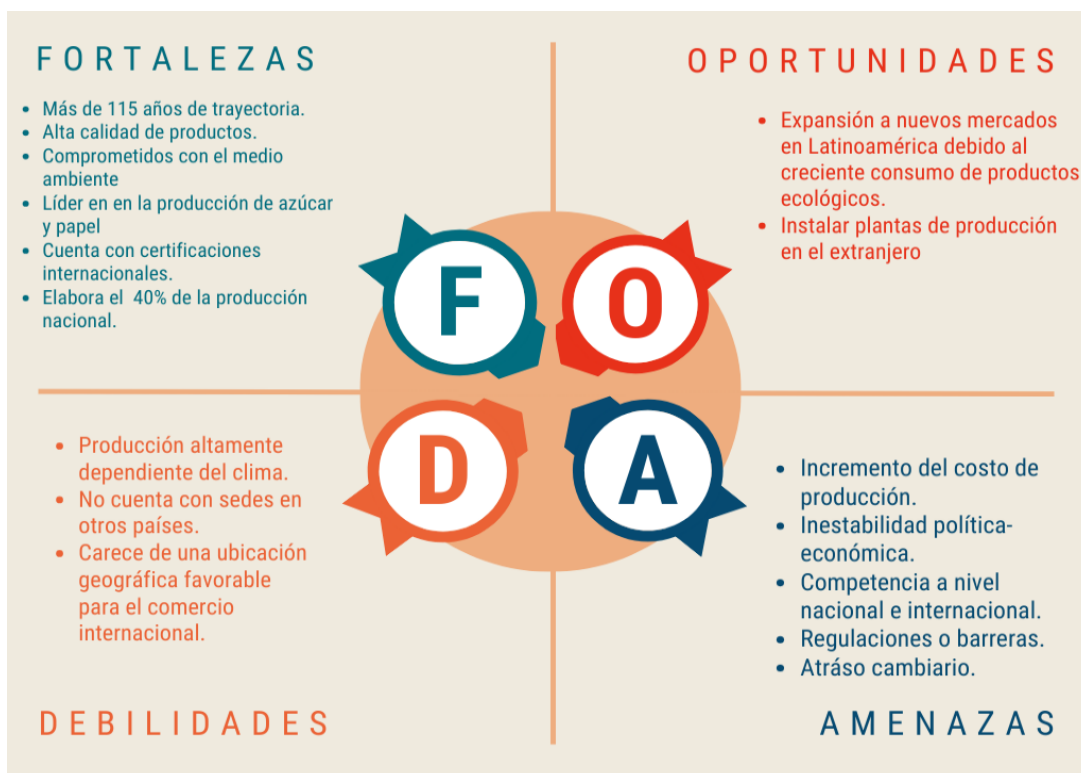 FORTALEZAS
• Más de 115 años de trayectoria.
• Alta calidad de productos.
• Comprometidos con el medio
ambiente
• Líder en en la producción de azúcar
y papel
• Cuenta con certificaciones
internacionales.
• Elabora el 40% de la producción
nacional.
OPORTUNIDADES
• Expansión a nuevos mercados
en Latinoamérica debido al
creciente consumo de productos
ecológicos.
• Instalar plantas de producción
en el extranjero
F
O
D
A
• Producción altamente
dependiente del clima.
• No cuenta con sedes en
otros países.
• Carece de una ubicación
geográfica favorable
para el comercio
internacional.
DEBILIDADES
• Incremento del costo de
producción.
• Inestabilidad política-
económica.
• Competencia a nivel
nacional e internacional.
• Regulaciones o barreras.
• Atráso cambiario.
AMENAZAS